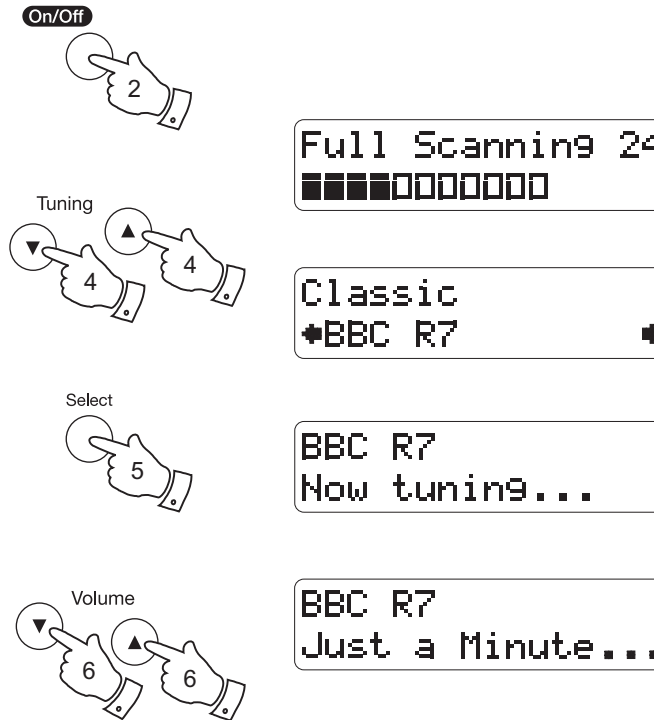 On/Off
2
Full Scanning 24
Tuning
▼ ▲
4 4
Classic
BBC R7
Select
5
BBC R7
Now tuning...
Volume
▼ ▲
6 6
BBC R7
Just a Minute...